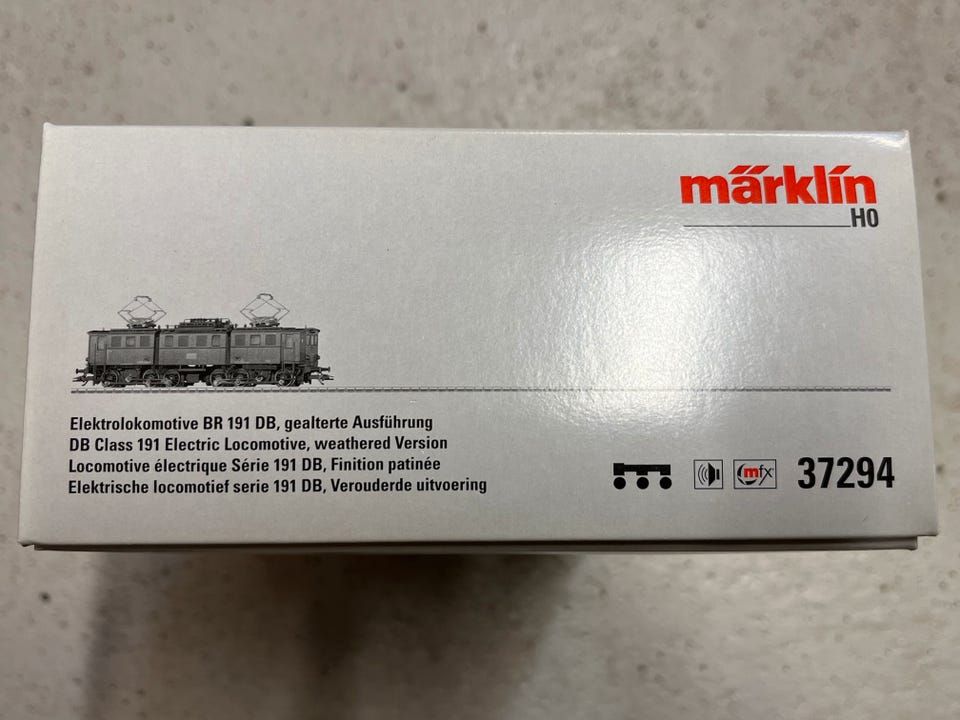 märklín
H0
Elektrolokomotive BR 191 DB, gealterte Ausführung
DB Class 191 Electric Locomotive, weathered Version
Locomotive électrique Série 191 DB, Finition patinée
Elektrische locomotief serie 191 DB, Verouderde uitvoering
mfx
37294